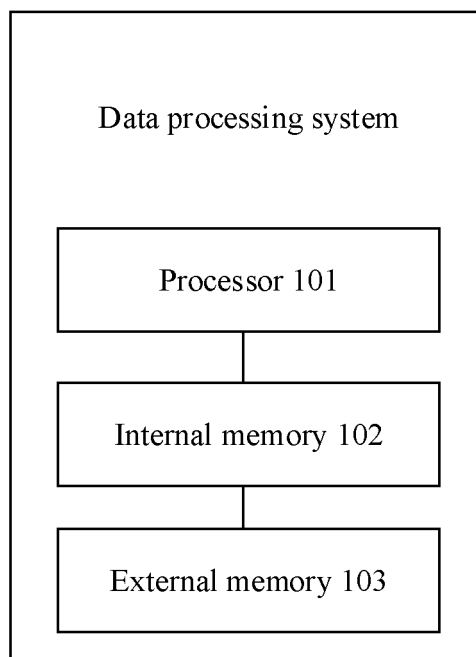 Data processing system
Processor 101
Internal memory 102
External memory 103